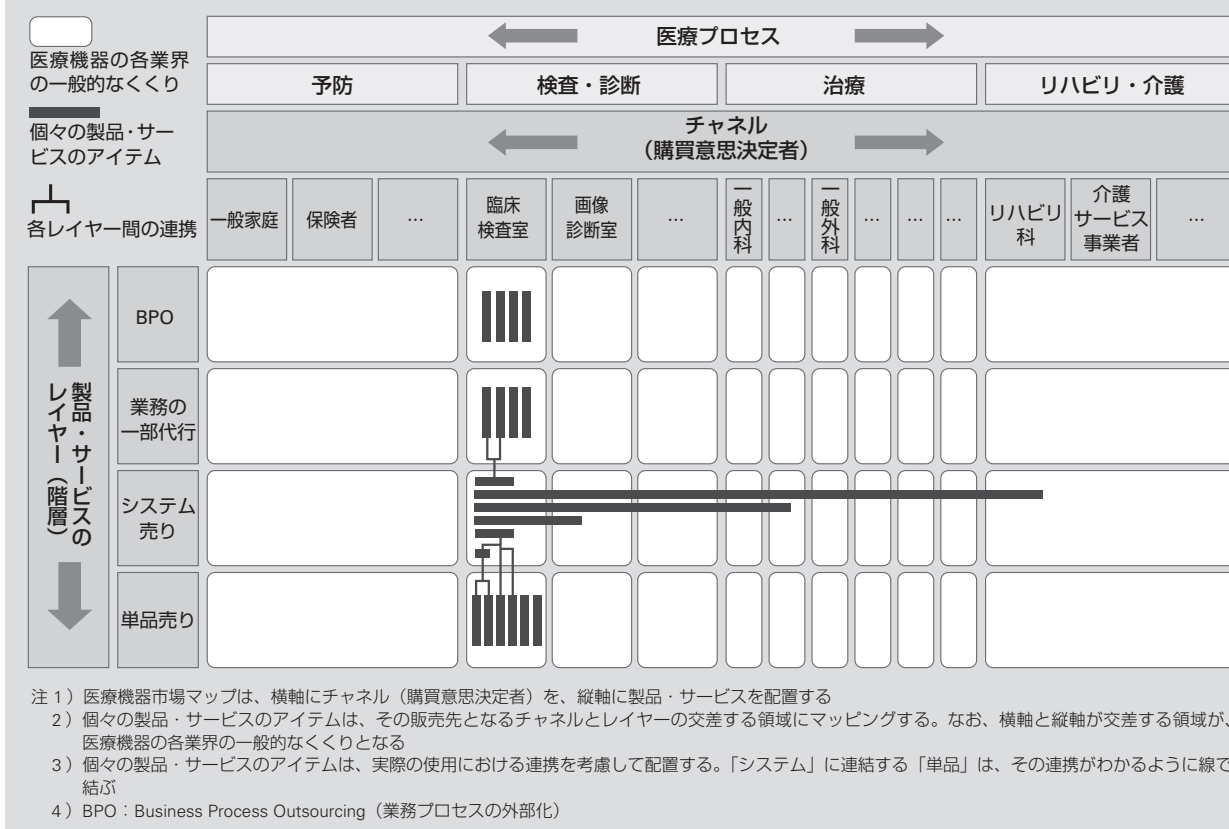 医療機器の各業界
の一般的なくくり
個々の製品・サー
ビスのアイテム
各レイヤー間の連携
医療プロセス
予防
検査・診断
治療
リハビリ・介護
チャネル
（購買意思決定者）
一般家庭
保険者
…
臨床
検査室
画像
診断室
…
一般内科
…
一般外科
…
…
…
リハビリ
科
介護
サービス
事業者
…
製品・サービスの
レイヤー（階層）
BPO
業務の
一部代行
システム
売り
単品売り
注 1 ）医療機器市場マップは、横軸にチャネル（購買意思決定者）を、縦軸に製品・サービスを配置する
2 ）個々の製品・サービスのアイテムは、その販売先となるチャネルとレイヤーの交差する領域にマッピングする。なお、横軸と縦軸が交差する領域が、
医療機器の各業界の一般的なくくりとなる
3 ）個々の製品・サービスのアイテムは、実際の使用における連携を考慮して配置する。「システム」に連結する「単品」は、その連携がわかるように線で
結ぶ
4 ）BPO：Business Process Outsourcing（業務プロセスの外部化）